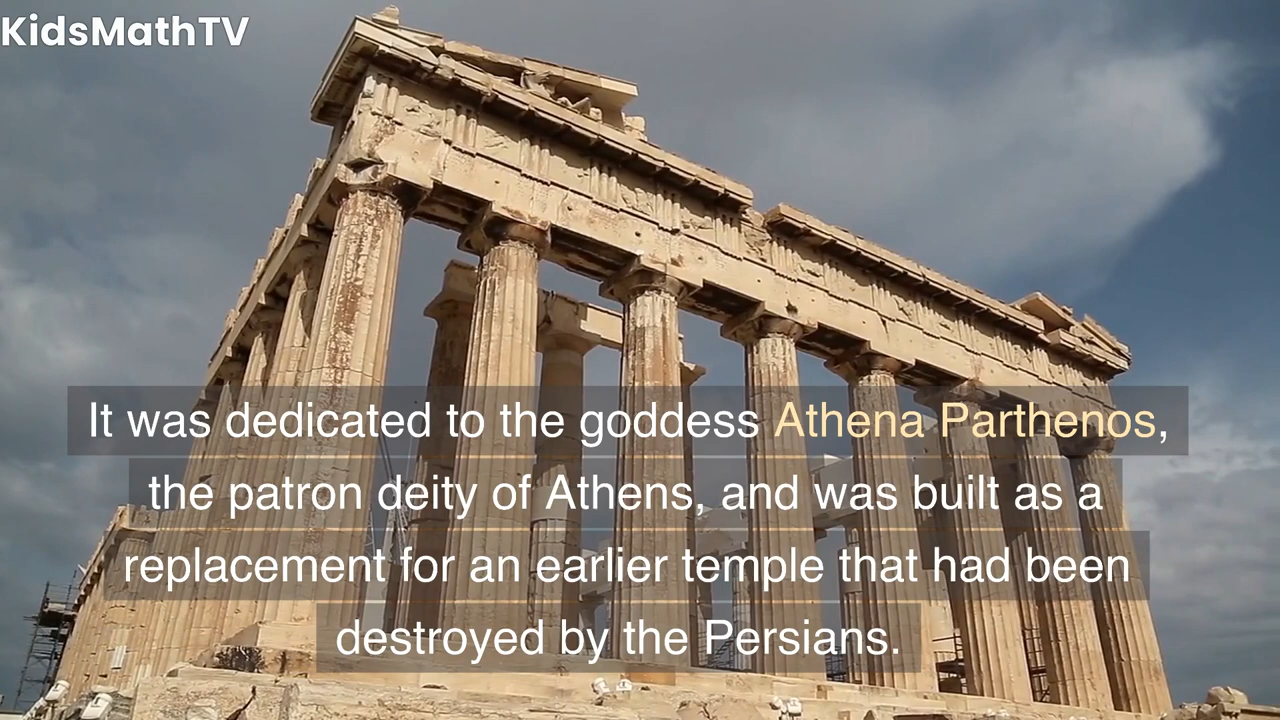 KidsMathTV
It was dedicated to the goddess Athena Parthenos,
the patron deity of Athens, and was built as a
replacement for an earlier temple that had been
destroyed by the Persians.